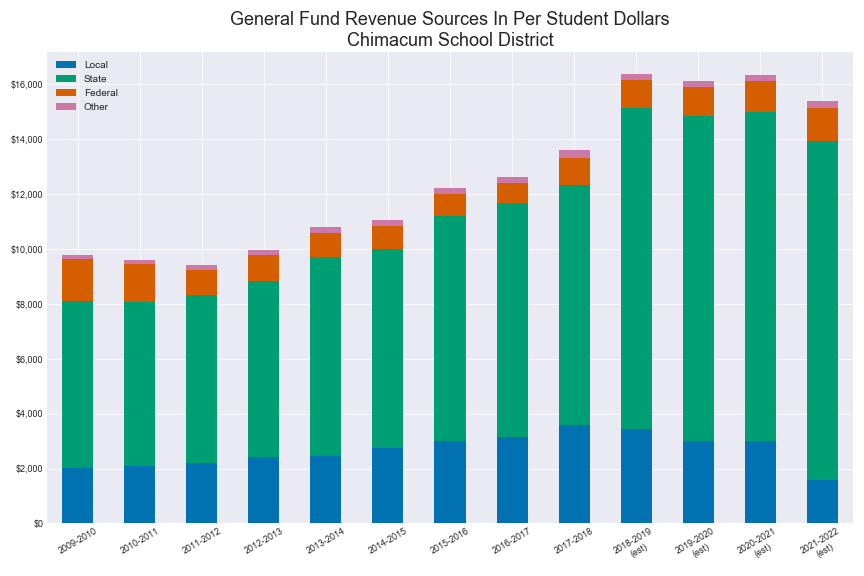 General Fund Revenue Sources In Per Student Dollars
Chimacum School District
Local
State
Federal
Other
$16,000
$14,000
$12,000
$10,000
$8,000
$6,000
$4,000
$2,000
$0
2009-2010
2010-2011
2011-2012
2012-2013
2013-2014
2014-2015
2015-2016
2016-2017
2017-2018
2018-2019
(est)
2019-2020
(est)
2020-2021
(est)
2021-2022
(est)